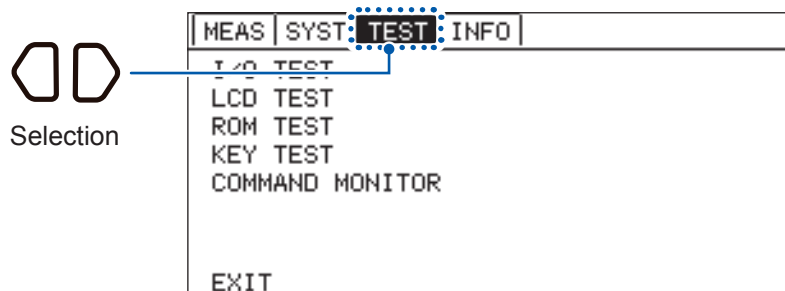 MEAS SYST TEST INFO
I/O TEST
LCD TEST
Selection
ROM TEST
KEY TEST
COMMAND MONITOR
EXIT